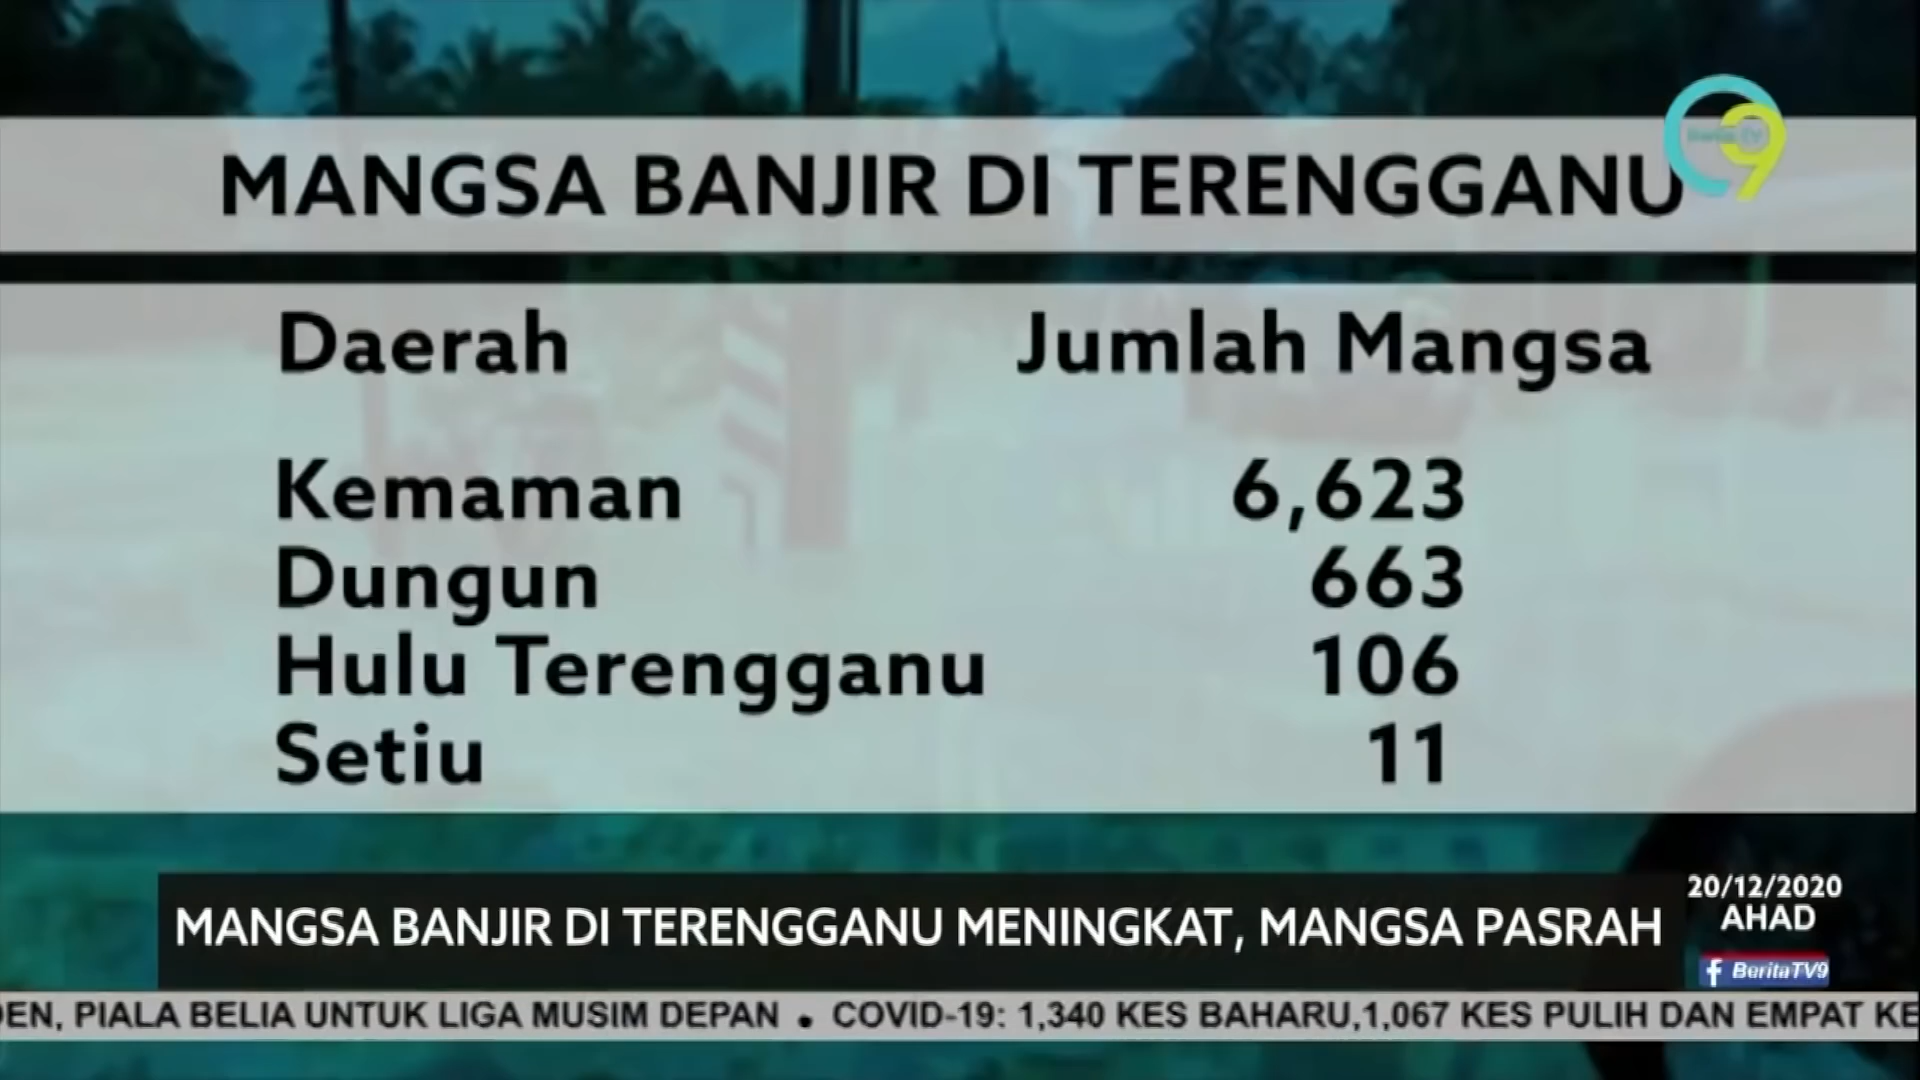 MANGSA BANJIR DI TERENGGANU
Daerah Jumlah Mangsa
Kemaman 6,623
Dungun 663
Hulu Terengganu 106
Setiu 11
MANGSA BANJIR DI TERENGGANU MENINGKAT, MANGSA PASRAH
20/12/2020
AHAD
BeritaTV9
EN, PIALA BELIA UNTUK LIGA MUSIM DEPAN • COVID-19: 1,340 KES BAHARU,1,067 KES PULIH DAN EMPAT KE